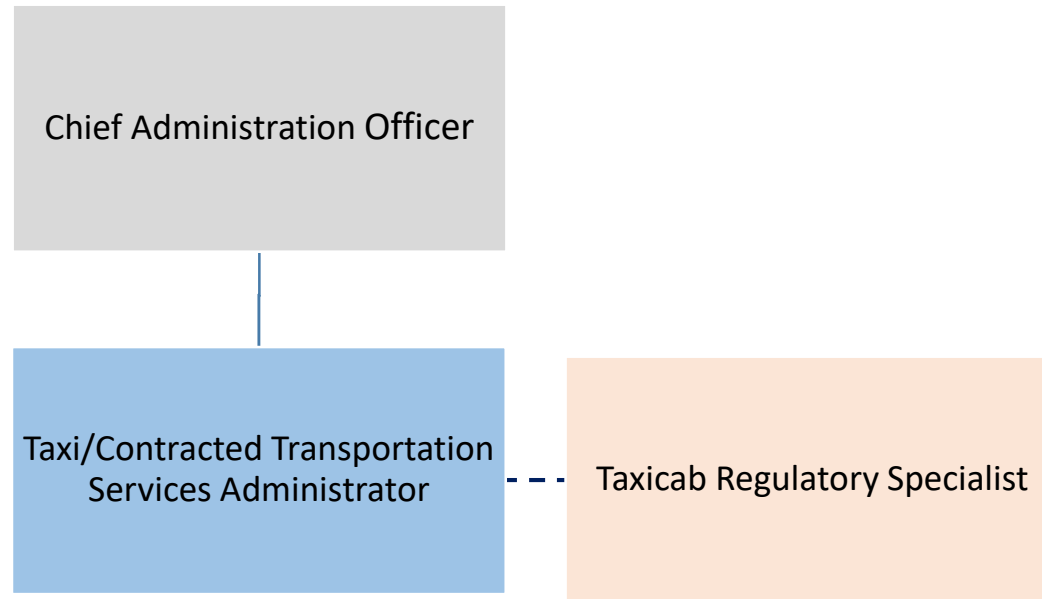 Chief Administration Officer
Taxi/Contracted Transportation
Services Administrator
Taxicab Regulatory Specialist